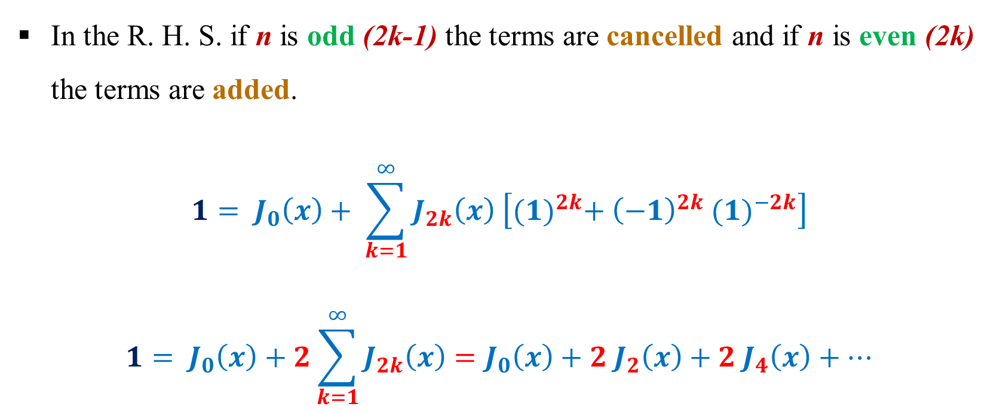 ▪ In the R. H. S. if n is odd (2k-1) the terms are cancelled and if n is even (2k)
the terms are added.
$1 = J_0(x) + \sum_{k=1}^{\infty} J_{2k}(x) \left[(1)^{2k} + (-1)^{2k} (1)^{-2k}\right]$
$1 = J_0(x) + 2 \sum_{k=1}^{\infty} J_{2k}(x) = J_0(x) + 2 J_2(x) + 2 J_4(x) + \cdots$